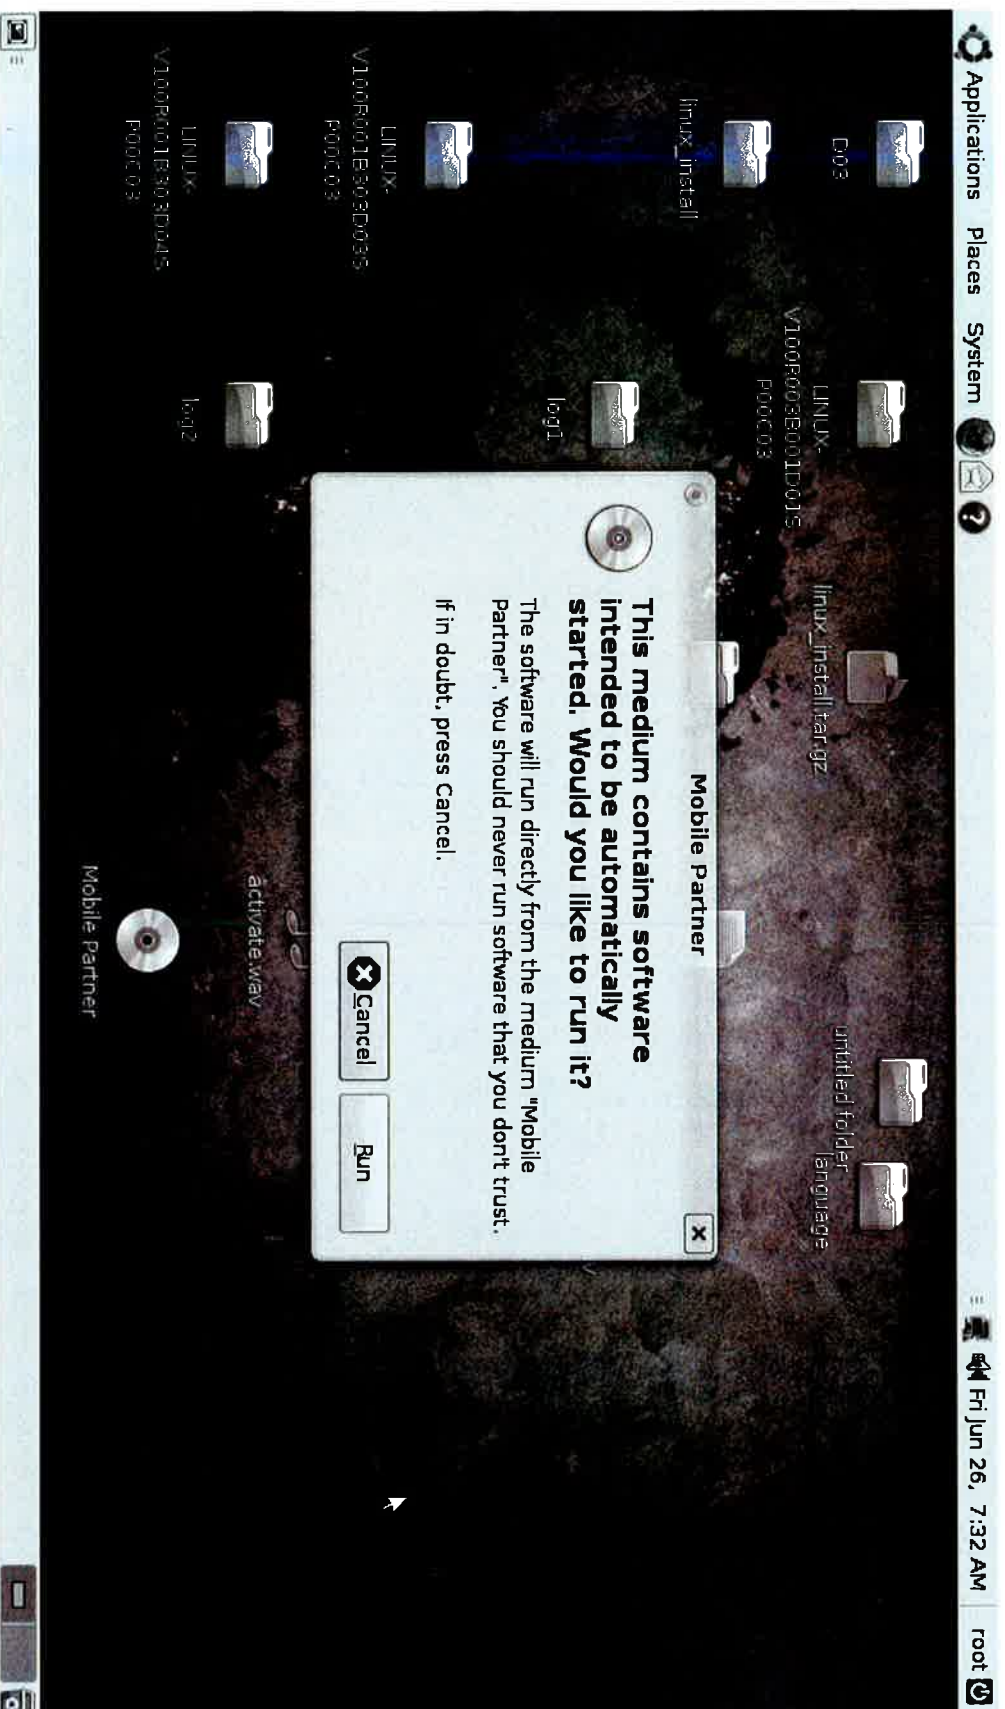 Applications Places System
Fri Jun 26, 7:32 AM root
D03
linux_install
LINUX-
V100R001B303D03S
P00C03
LINUX-
V100R001B303D04S
P00C03
LINUX-
V100R003B001D01S
P00C03
log1
log2
linux_install.tar.gz
untitled folder
language
Mobile Partner
This medium contains software
intended to be automatically
started. Would you like to run it?
The software will run directly from the medium "Mobile
Partner". You should never run software that you don't trust.
If in doubt, press Cancel.
Cancel Run
activate.wav
Mobile Partner